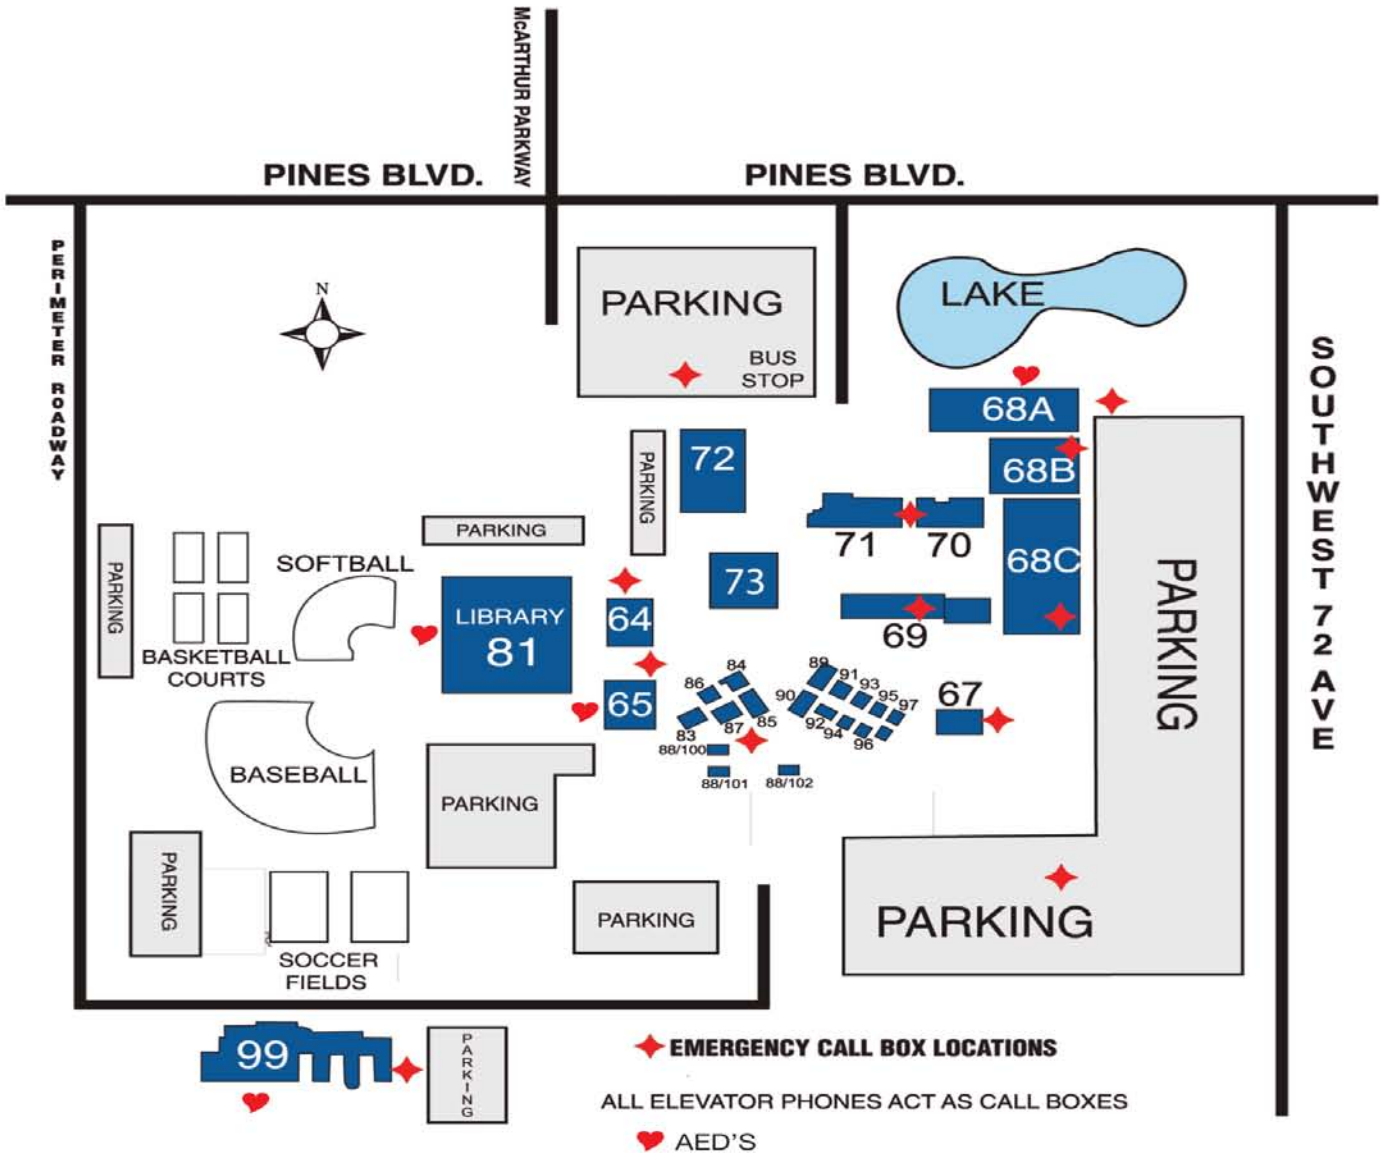 McARTHUR PARKWAY
PINES BLVD.
PINES BLVD.
PERIMETER ROADWAY
N
PARKING
BUS
STOP
LAKE
SOUTHWEST 72 AVE
68A
68B
68C
72
PARKING
71
70
PARKING
73
69
67
PARKING
PARKING
SOFTBALL
BASKETBALL
COURTS
LIBRARY
81
64
65
84
86
83
87
85
88/100
88/101
88/102
89
91
93
95
97
90
92
94
96
BASEBALL
PARKING
PARKING
PARKING
PARKING
SOCCER
FIELDS
99
PARKING
EMERGENCY CALL BOX LOCATIONS
ALL ELEVATOR PHONES ACT AS CALL BOXES
AED'S